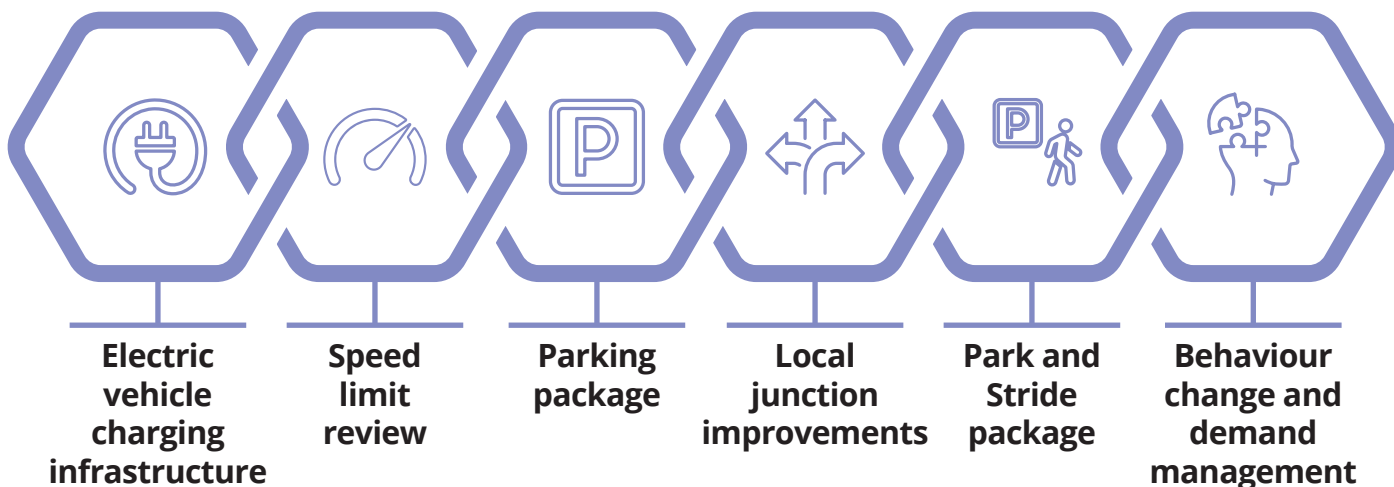 P
P
Electric
vehicle
charging
infrastructure
Speed
limit
review
Parking
package
Local
junction
improvements
Park and
Stride
package
Behaviour
change and
demand
management